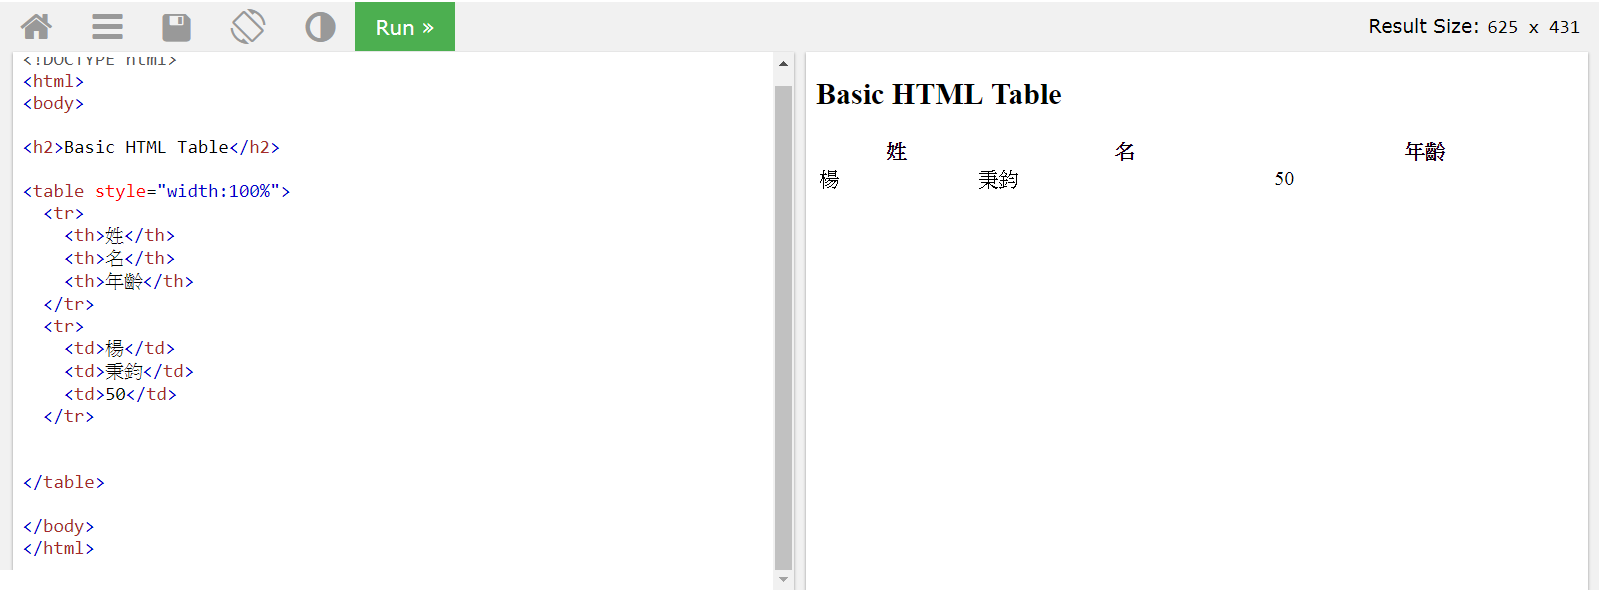 Run »
Result Size: 625 x 431
<!DOCTYPE html>
<html>
<body>
<h2>Basic HTML Table</h2>
<table style="width:100%">
<tr>
<th>姓</th>
<th>名</th>
<th>年齡</th>
</tr>
<tr>
<td>楊</td>
<td>秉鈞</td>
<td>50</td>
</tr>
</table>
</body>
</html>
Basic HTML Table
姓 名 年齡
楊 秉鈞 50